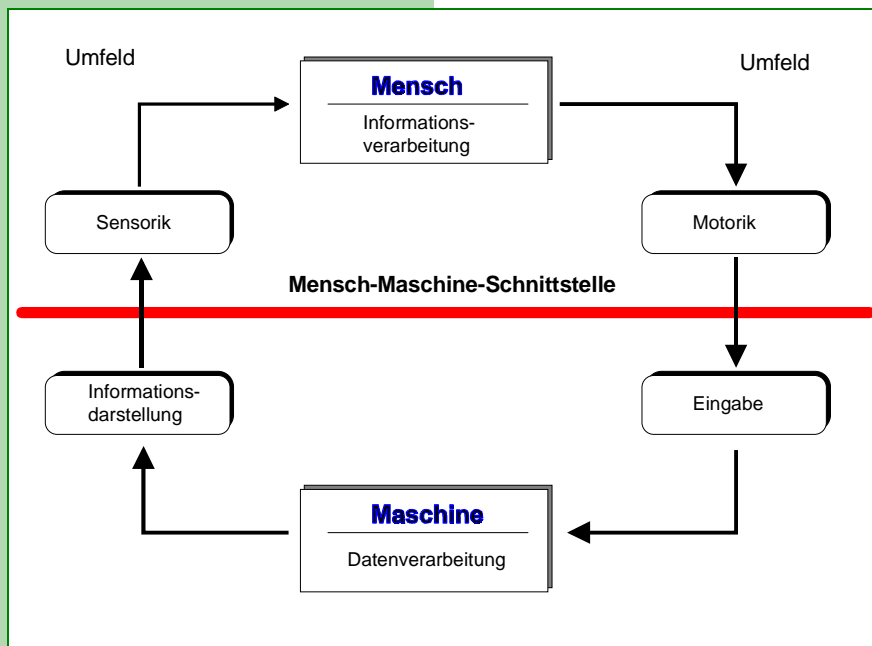 Umfeld
Umfeld
Mensch
Informations-
verarbeitung
Sensorik
Motorik
Mensch-Maschine-Schnittstelle
Informations-
darstellung
Eingabe
Maschine
Datenverarbeitung